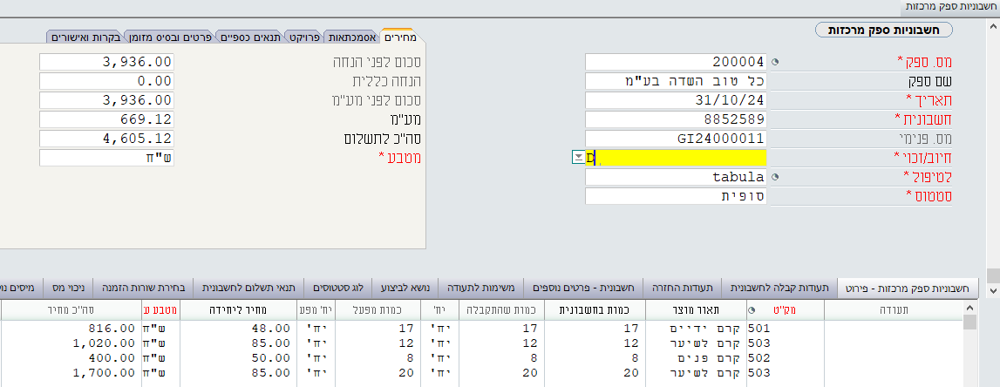 חשבוניות ספק מרכזות
חשבוניות ספק מרכזות
מס. ספק * 200004
שם ספק כל טוב השדה בע"מ
תאריך * 31/10/24
חשבונית * 8852589
מס. פנימי GI24000011
חיוב/זכוי * D
לטיפול * tabula
סטטוס * סופית
מחירים אסמכתאות פרויקט תנאים כספיים פרטים ובסיס מזומן בקרות ואישורים
סכום לפני הנחה 3,936.00
הנחה כללית 0.00
סכום לפני מע"מ 3,936.00
מע"מ 669.12
סה"כ לתשלום 4,605.12
מטבע * ש"ח
חשבוניות ספק מרכזות - פירוט תעודות קבלה לחשבונית תעודות החזרה חשבונית - פרטים נוספים משימות לתעודה נושא לביצוע לוג סטטוסים תנאי תשלום לחשבונית בחירת שורות הזמנה ניכוי מס מיסים נו
תעודה מק"ט תאור מוצר כמות בחשבונית כמות שהתקבלה יח' כמות מפעל יח' מפע מחיר ליחידה מטבע ש סה"כ מחיר
501 קרם ידיים 17 17 יח' 17 יח' 48.00 ש"ח 816.00
503 קרם לשיער 12 12 יח' 12 יח' 85.00 ש"ח 1,020.00
502 קרם פנים 8 8 יח' 8 יח' 50.00 ש"ח 400.00
503 קרם לשיער 20 20 יח' 20 יח' 85.00 ש"ח 1,700.00